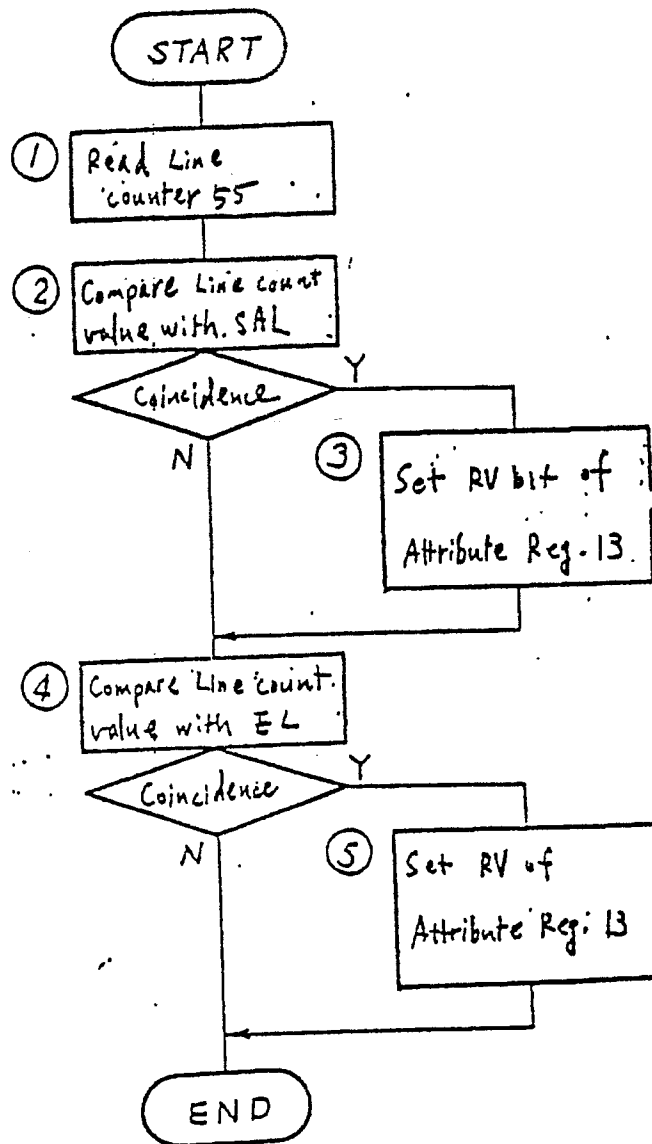 START
1
Read Line
counter 55
2
Compare Line count
value with SAL
Coincidence
Y
N
3
Set RV bit of
Attribute Reg. 13
4
Compare Line count
value with EL
Coincidence
Y
N
5
Set RV of
Attribute Reg. 13
END